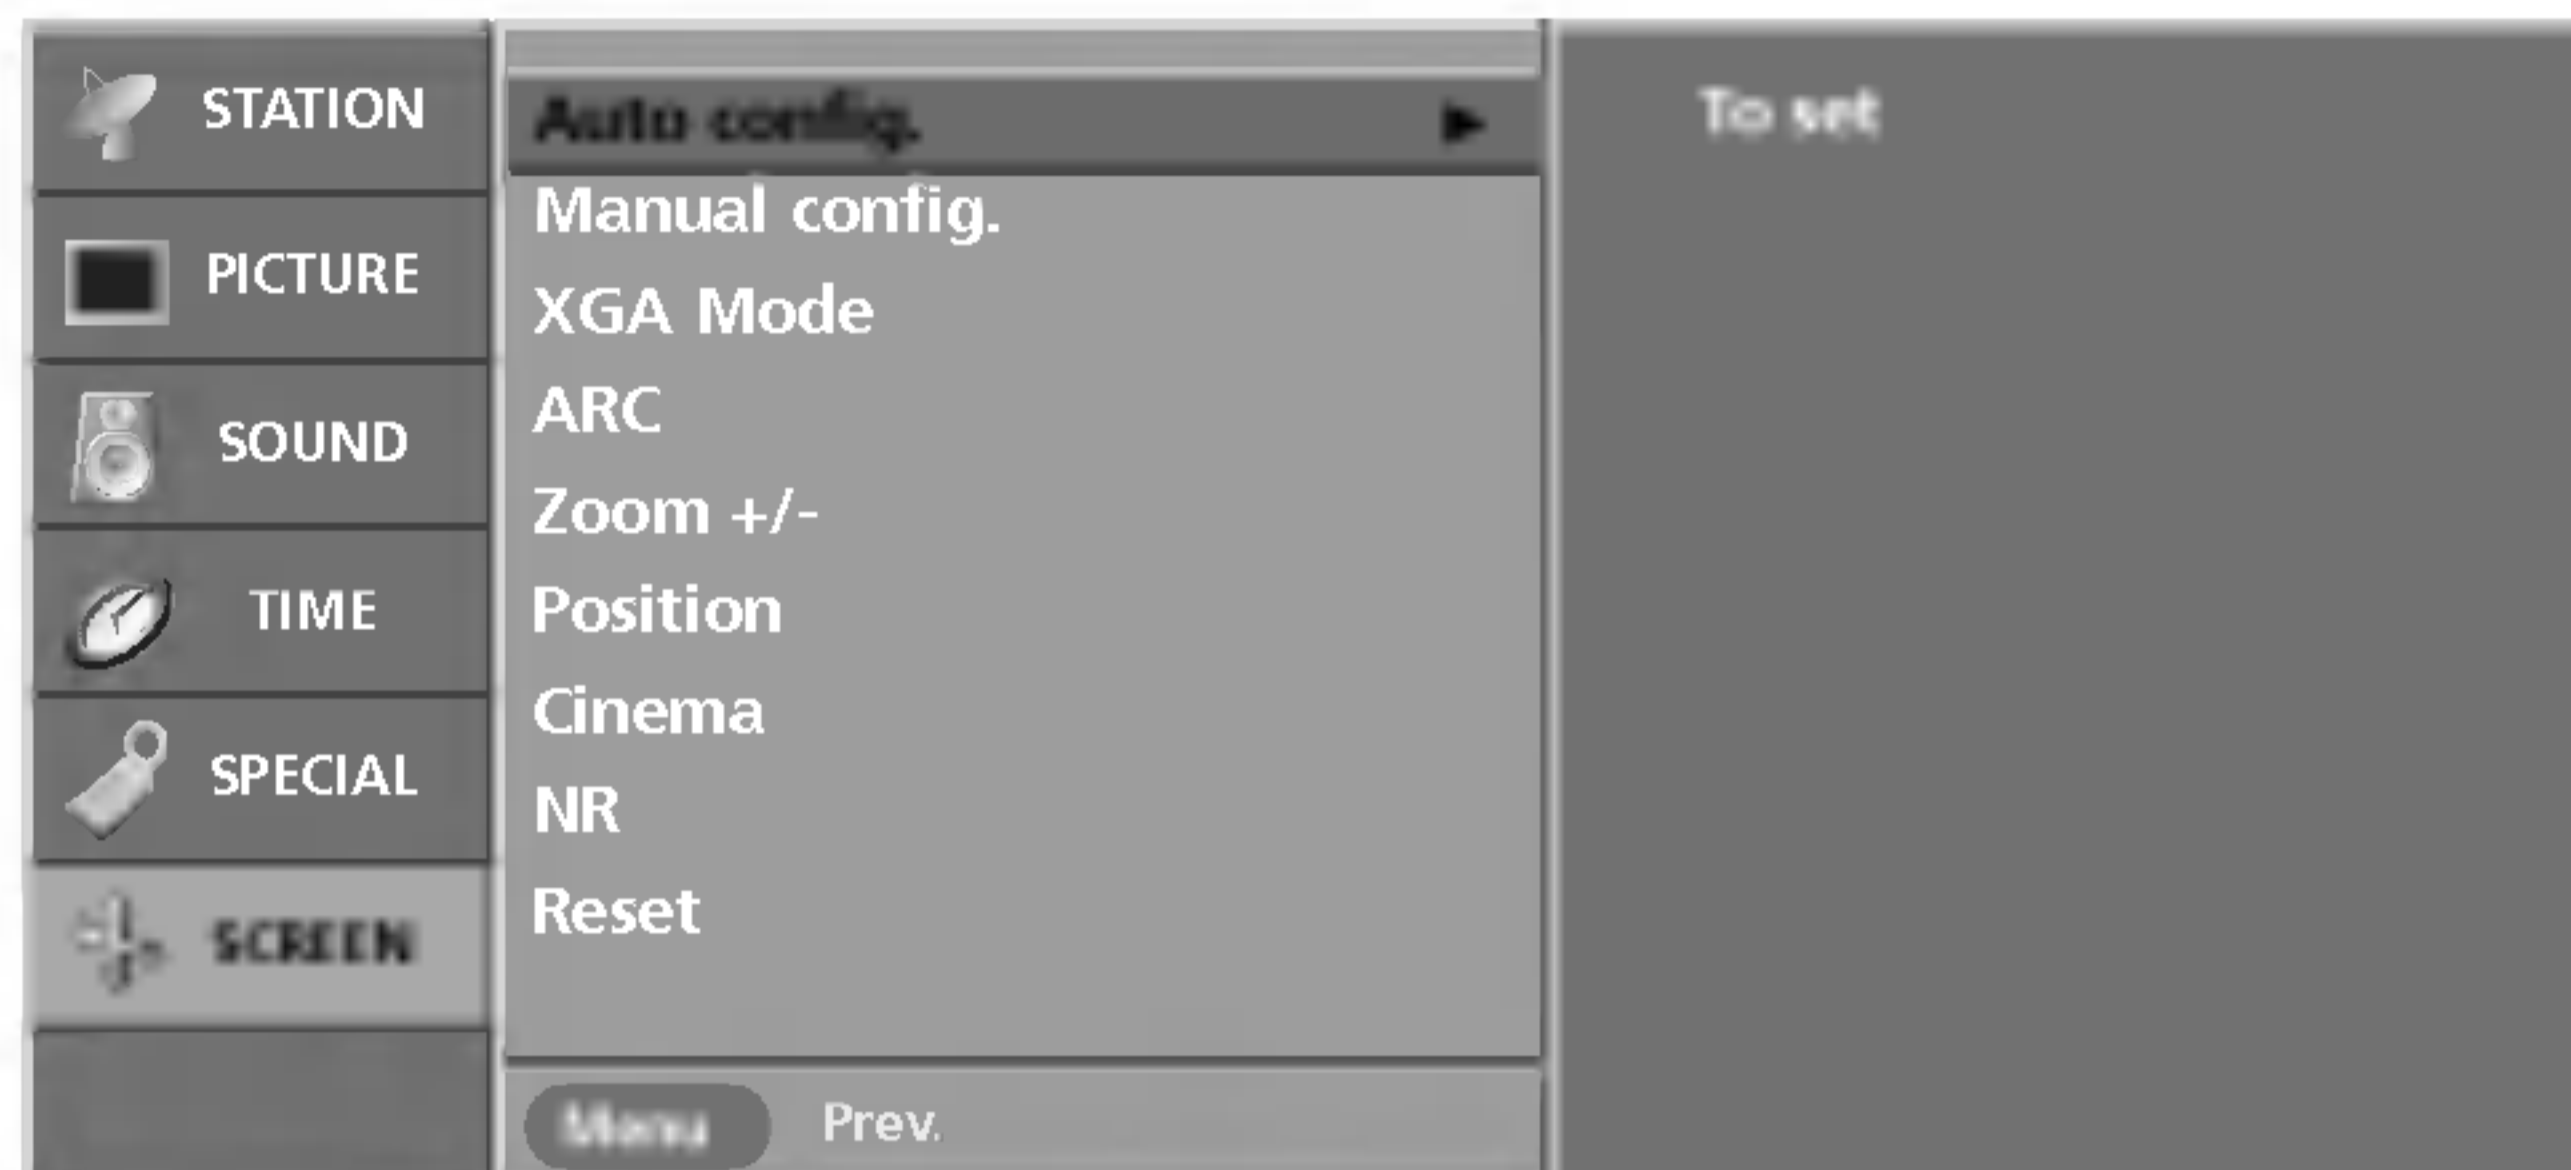 STATION
PICTURE
SOUND
TIME
SPECIAL
SCREEN
Auto config.
Manual config.
XGA Mode
ARC
Zoom +/-
Position
Cinema
NR
Reset
Menu Prev.
To set